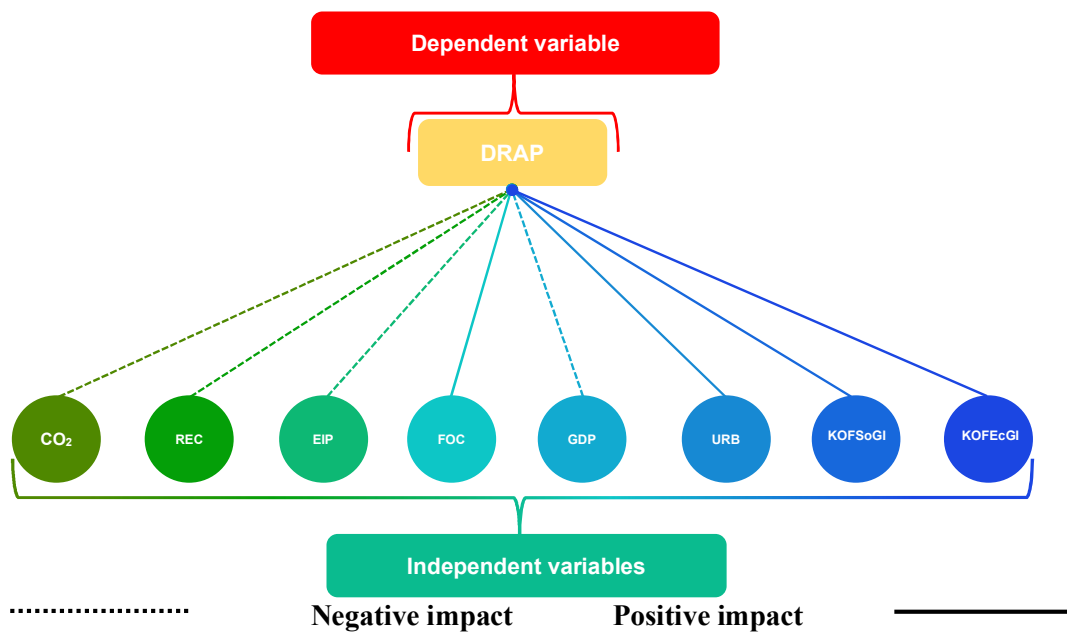 Dependent variable
DRAP
CO₂
REC
EIP
FOC
GDP
URB
KOFSoGI
KOFEcGI
Independent variables
Negative impact
Positive impact